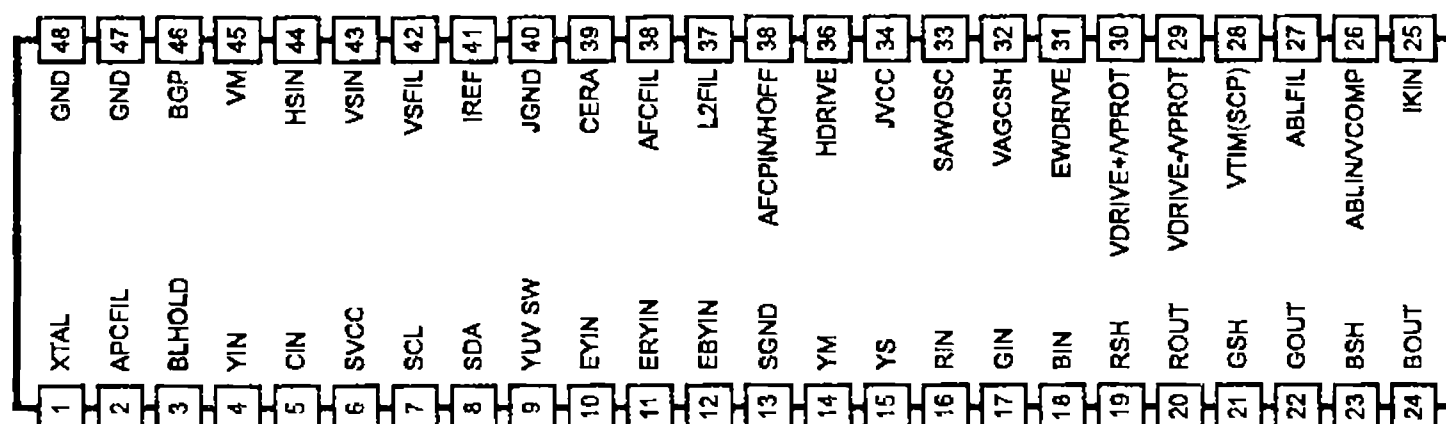 48 47 46 45 44 43 42 41 40 39 38 37 38 36 34 33 32 31 30 29 28 27 26 25
GND
GND
BGP
VM
HSIN
VSIN
VSFIL
IREF
JGND
CERA
AFCFIL
L2FIL
AFCPIN/HOFF
HDRIVE
JVCC
SAWOSC
VAGCSH
EWDRIVE
VDRIVE+/VPROT
VDRIVE-/VPROT
VTIM(SCP)
ABLFIL
ABLIN/VCOMP
IKIN
XTAL
APCFIL
BLHOLD
YIN
CIN
SVCC
SCL
SDA
YUV SW
EYIN
ERYIN
EBYIN
SGND
YM
YS
RIN
GIN
BIN
RSH
ROUT
GSH
GOUT
BSH
BOUT
1 2 3 4 5 6 7 8 9 10 11 12 13 14 15 16 17 18 19 20 21 22 23 24